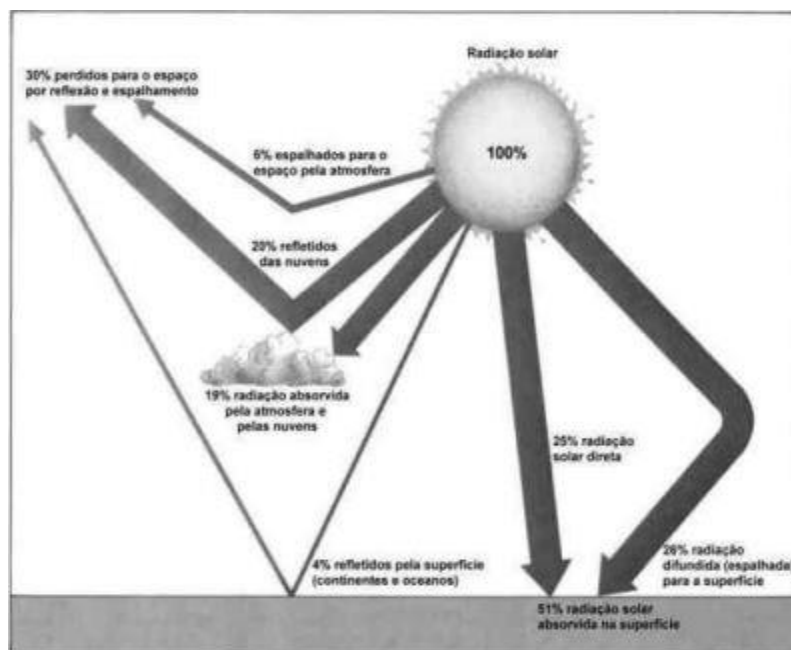 Radiação solar
100%
30% perdidos para o espaço
por reflexão e espalhamento
6% espalhados para o
espaço pela atmosfera
20% refletidos
das nuvens
19% radiação absorvida
pela atmosfera e
pelas nuvens
25% radiação
solar direta
4% refletidos pela superfície
(continentes e oceanos)
26% radiação
difundida (espalhada)
para a superfície
51% radiação solar
absorvida na superfície